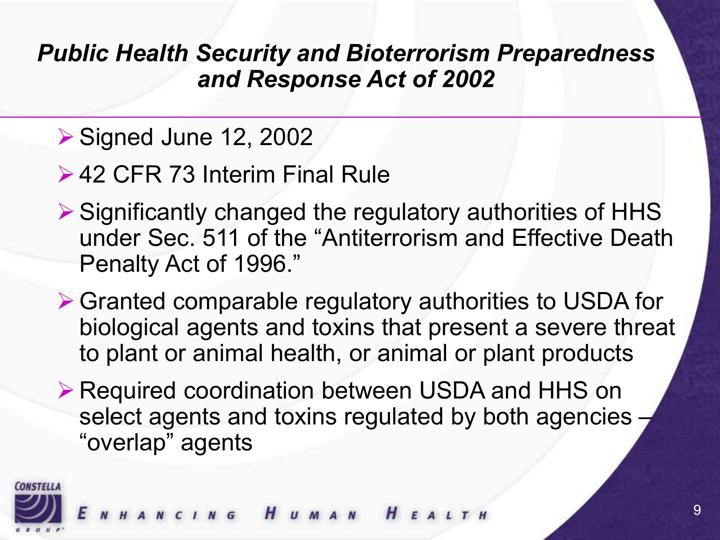 Public Health Security and Bioterrorism Preparedness
and Response Act of 2002
➢ Signed June 12, 2002
➢ 42 CFR 73 Interim Final Rule
➢ Significantly changed the regulatory authorities of HHS
under Sec. 511 of the “Antiterrorism and Effective Death
Penalty Act of 1996.”
➢ Granted comparable regulatory authorities to USDA for
biological agents and toxins that present a severe threat
to plant or animal health, or animal or plant products
➢ Required coordination between USDA and HHS on
select agents and toxins regulated by both agencies –
“overlap” agents
CONSTELLA
GROUP
ENHANCING HUMAN HEALTH
9